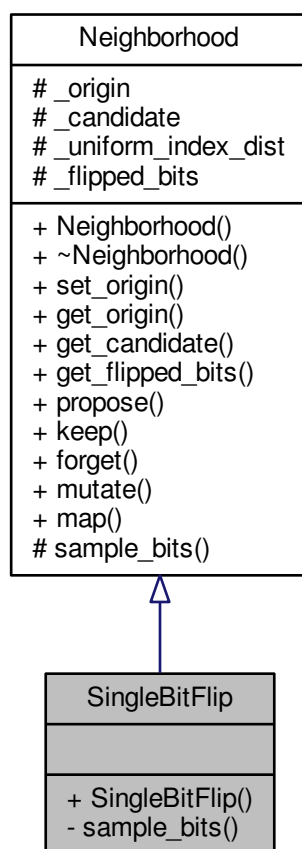 Neighborhood
# _origin
# _candidate
# _uniform_index_dist
# _flipped_bits
+ Neighborhood()
+ ~Neighborhood()
+ set_origin()
+ get_origin()
+ get_candidate()
+ get_flipped_bits()
+ propose()
+ keep()
+ forget()
+ mutate()
+ map()
# sample_bits()
SingleBitFlip
+ SingleBitFlip()
- sample_bits()